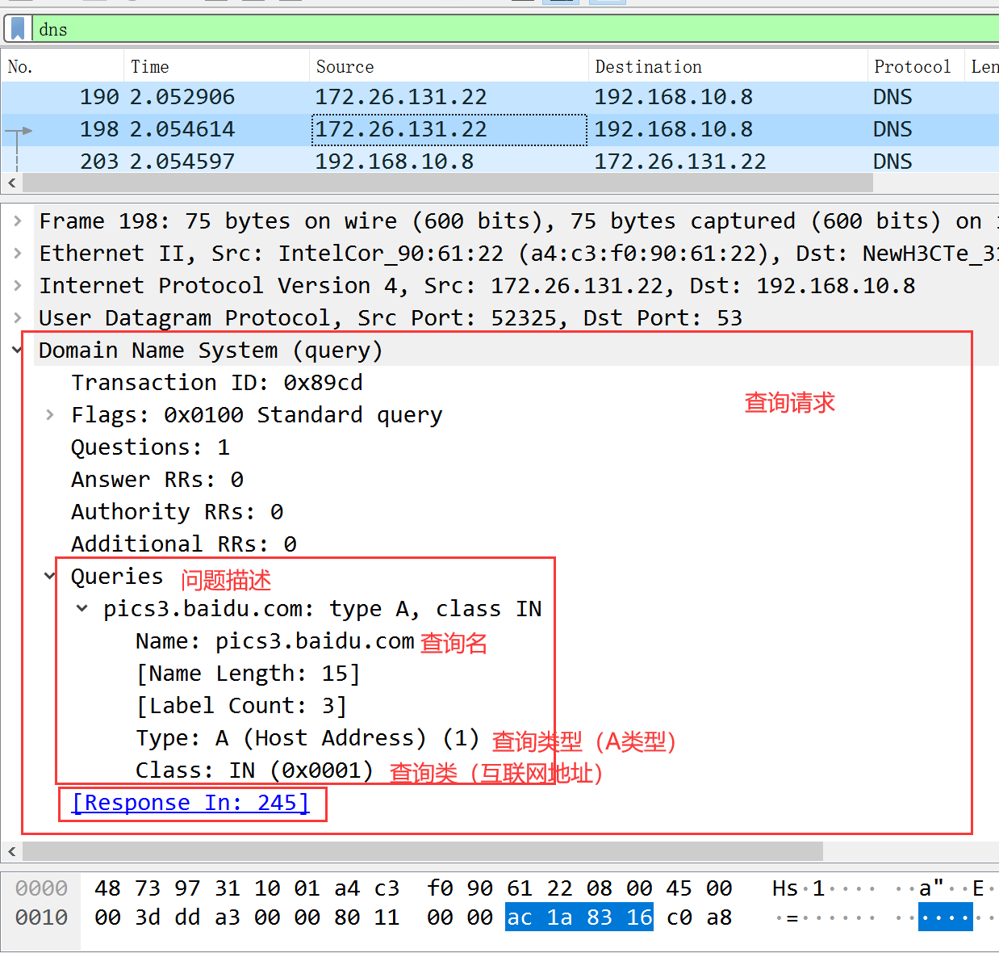 dns
No. Time Source Destination Protocol Len
190 2.052906 172.26.131.22 192.168.10.8 DNS
198 2.054614 172.26.131.22 192.168.10.8 DNS
203 2.054597 192.168.10.8 172.26.131.22 DNS
Frame 198: 75 bytes on wire (600 bits), 75 bytes captured (600 bits) on
Ethernet II, Src: IntelCor_90:61:22 (a4:c3:f0:90:61:22), Dst: NewH3CTe_31
Internet Protocol Version 4, Src: 172.26.131.22, Dst: 192.168.10.8
User Datagram Protocol, Src Port: 52325, Dst Port: 53
Domain Name System (query)
Transaction ID: 0x89cd
查询请求
Flags: 0x0100 Standard query
Questions: 1
Answer RRs: 0
Authority RRs: 0
Additional RRs: 0
Queries 问题描述
pics3.baidu.com: type A, class IN
Name: pics3.baidu.com 查询名
[Name Length: 15]
[Label Count: 3]
Type: A (Host Address) (1) 查询类型（A类型）
Class: IN (0x0001) 查询类（互联网地址）
[Response In: 245]
0000 48 73 97 31 10 01 a4 c3 f0 90 61 22 08 00 45 00 Hs·1···· ··a"··E·
0010 00 3d dd a3 00 00 80 11 00 00 ac 1a 83 16 c0 a8 ·=······ ········